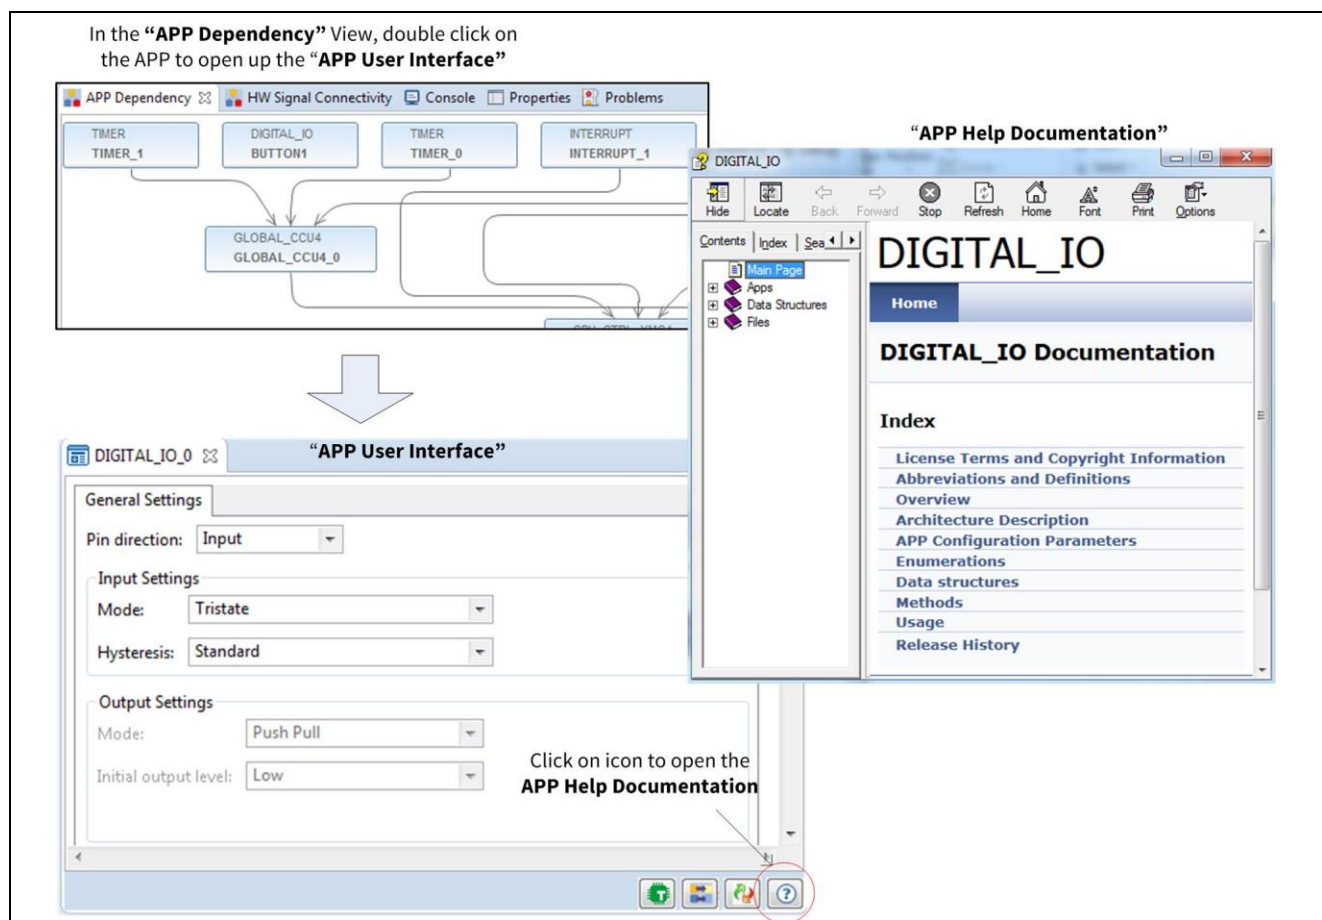 In the “APP Dependency” View, double click on
the APP to open up the “APP User Interface”
APP Dependency HW Signal Connectivity Console Properties Problems
TIMER
TIMER_1
DIGITAL_IO
BUTTON1
TIMER
TIMER_0
INTERRUPT
INTERRUPT_1
GLOBAL_CCU4
GLOBAL_CCU4_0
“APP Help Documentation”
DIGITAL_IO
Hide Locate Back Forward Stop Refresh Home Font Print Options
Contents Index Sea
Main Page
Apps
Data Structures
Files
DIGITAL_IO
Home
DIGITAL_IO Documentation
Index
License Terms and Copyright Information
Abbreviations and Definitions
Overview
Architecture Description
APP Configuration Parameters
Enumerations
Data structures
Methods
Usage
Release History
“APP User Interface”
DIGITAL_IO_0
General Settings
Pin direction: Input
Input Settings
Mode: Tristate
Hysteresis: Standard
Output Settings
Mode: Push Pull
Initial output level: Low
Click on icon to open the
APP Help Documentation